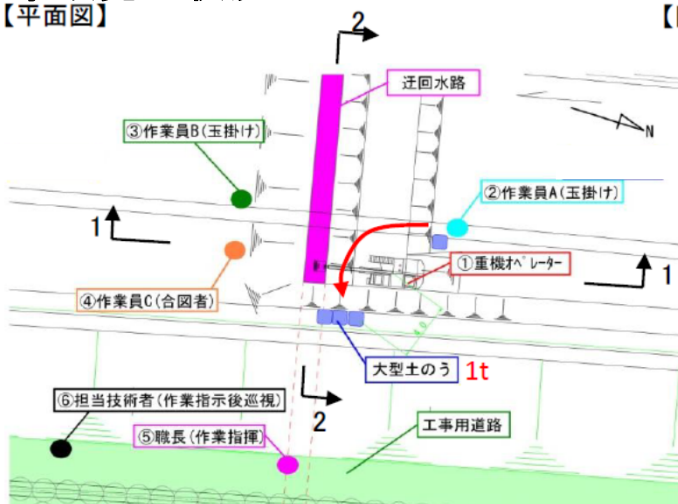 【平面図】
2
迂回水路
③作業員B(玉掛け)
N
②作業員A(玉掛け)
1
①重機オペレーター
1
④作業員C(合図者)
大型土のう
1t
⑥担当技術者(作業指示後巡視)
2
⑤職長(作業指揮)
工事用道路